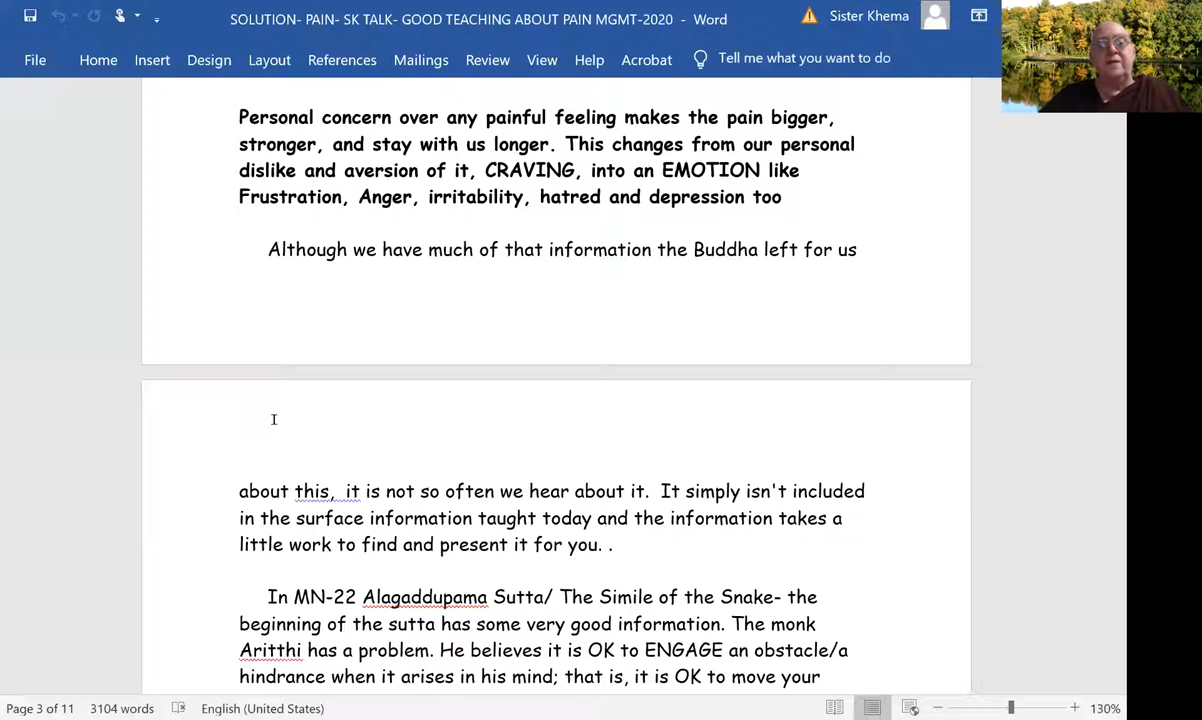 SOLUTION- PAIN- SK TALK- GOOD TEACHING ABOUT PAIN MGMT-2020 - Word
Sister Khema
File Home Insert Design Layout References Mailings Review View Help Acrobat Tell me what you want to do
Personal concern over any painful feeling makes the pain bigger,
stronger, and stay with us longer. This changes from our personal
dislike and aversion of it, CRAVING, into an EMOTION like
Frustration, Anger, irritability, hatred and depression too
Although we have much of that information the Buddha left for us
about this, it is not so often we hear about it. It simply isn't included
in the surface information taught today and the information takes a
little work to find and present it for you. .
In MN-22 Alagaddupama Sutta/ The Simile of the Snake- the
beginning of the sutta has some very good information. The monk
Aritthi has a problem. He believes it is OK to ENGAGE an obstacle/a
hindrance when it arises in his mind; that is, it is OK to move your
Page 3 of 11 3104 words English (United States) 130%